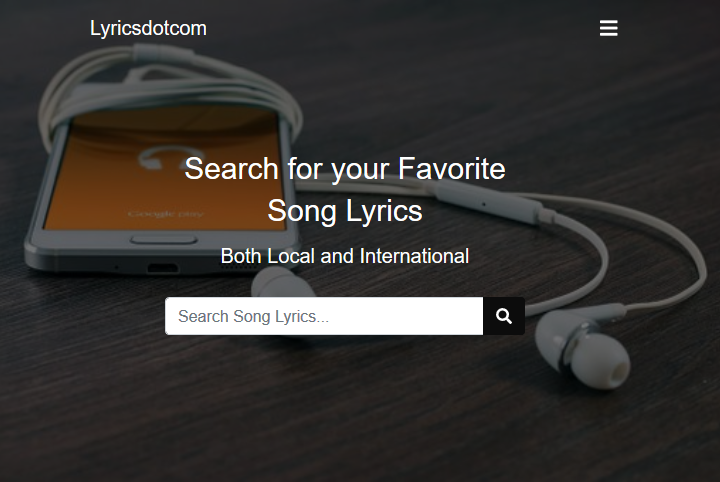 Lyricsdotcom
Google play
Search for your Favorite
Song Lyrics
Both Local and International
Search Song Lyrics...